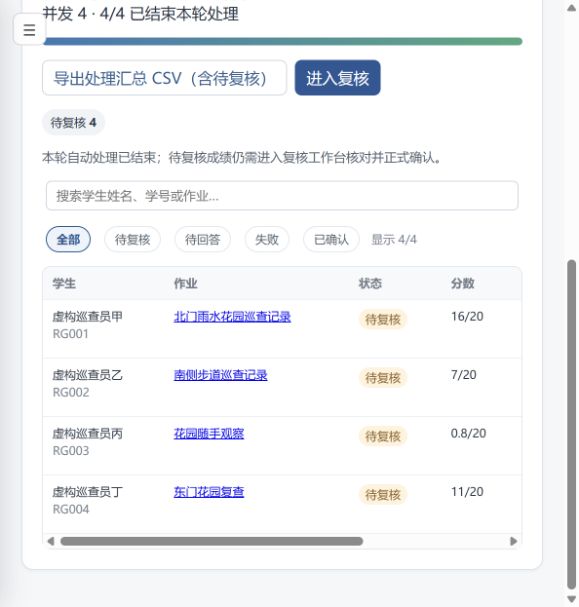 并发 4 · 4/4 已结束本轮处理
导出处理汇总 CSV（含待复核） 进入复核
待复核 4
本轮自动处理已结束；待复核成绩仍需进入复核工作台核对并正式确认。
搜索学生姓名、学号或作业...
全部 待复核 待回答 失败 已确认 显示 4/4
学生 作业 状态 分数
虚构巡查员甲 北门雨水花园巡查记录 待复核 16/20
RG001
虚构巡查员乙 南侧步道巡查记录 待复核 7/20
RG002
虚构巡查员丙 花园随手观察 待复核 0.8/20
RG003
虚构巡查员丁 东门花园复查 待复核 11/20
RG004